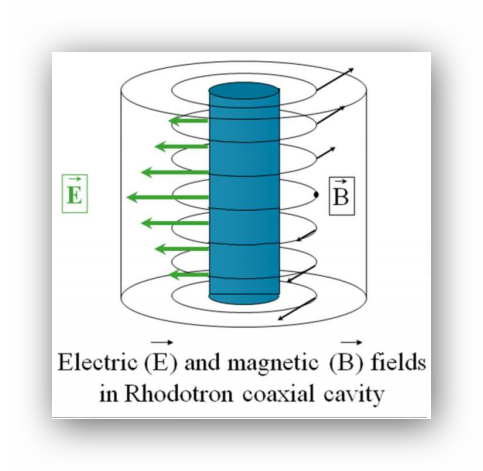 E
B
Electric (E) and magnetic (B) fields
in Rhodotron coaxial cavity